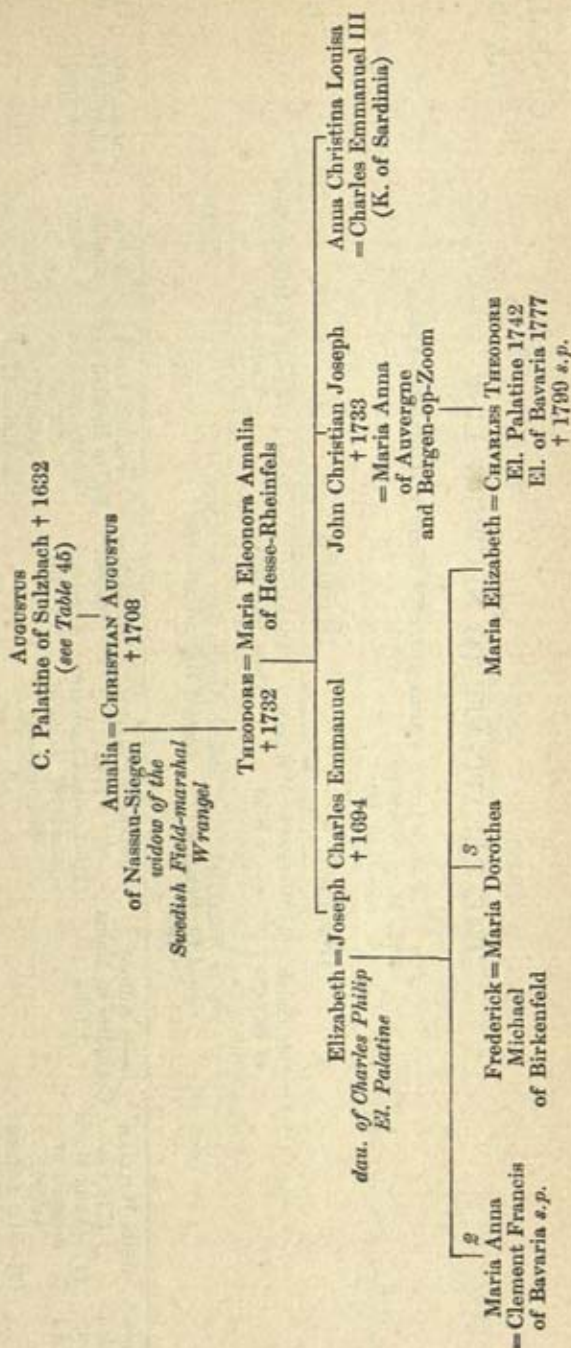 AUGUSTUS
C. Palatine of Sulzbach † 1632
(see Table 45)
Amalia = CHRISTIAN AUGUSTUS
of Nassau-Siegen † 1708
widow of the
Swedish Field-marshal
Wrangel
THEODORE = Maria Eleonora Amalia
† 1732 of Hesse-Rheinfels
Elizabeth = Joseph Charles Emmanuel
dau. of Charles Philip † 1694
El. Palatine
John Christian Joseph
† 1733
= Maria Anna
of Auvergne
and Bergen-op-Zoom
Anna Christina Louisa
= Charles Emmanuel III
(K. of Sardinia)
2
Maria Anna
= Clement Francis
of Bavaria s.p.
3
Frederick = Maria Dorothea
Michael
of Birkenfeld
Maria Elizabeth = CHARLES THEODORE
El. Palatine 1742
El. of Bavaria 1777
† 1799 s.p.